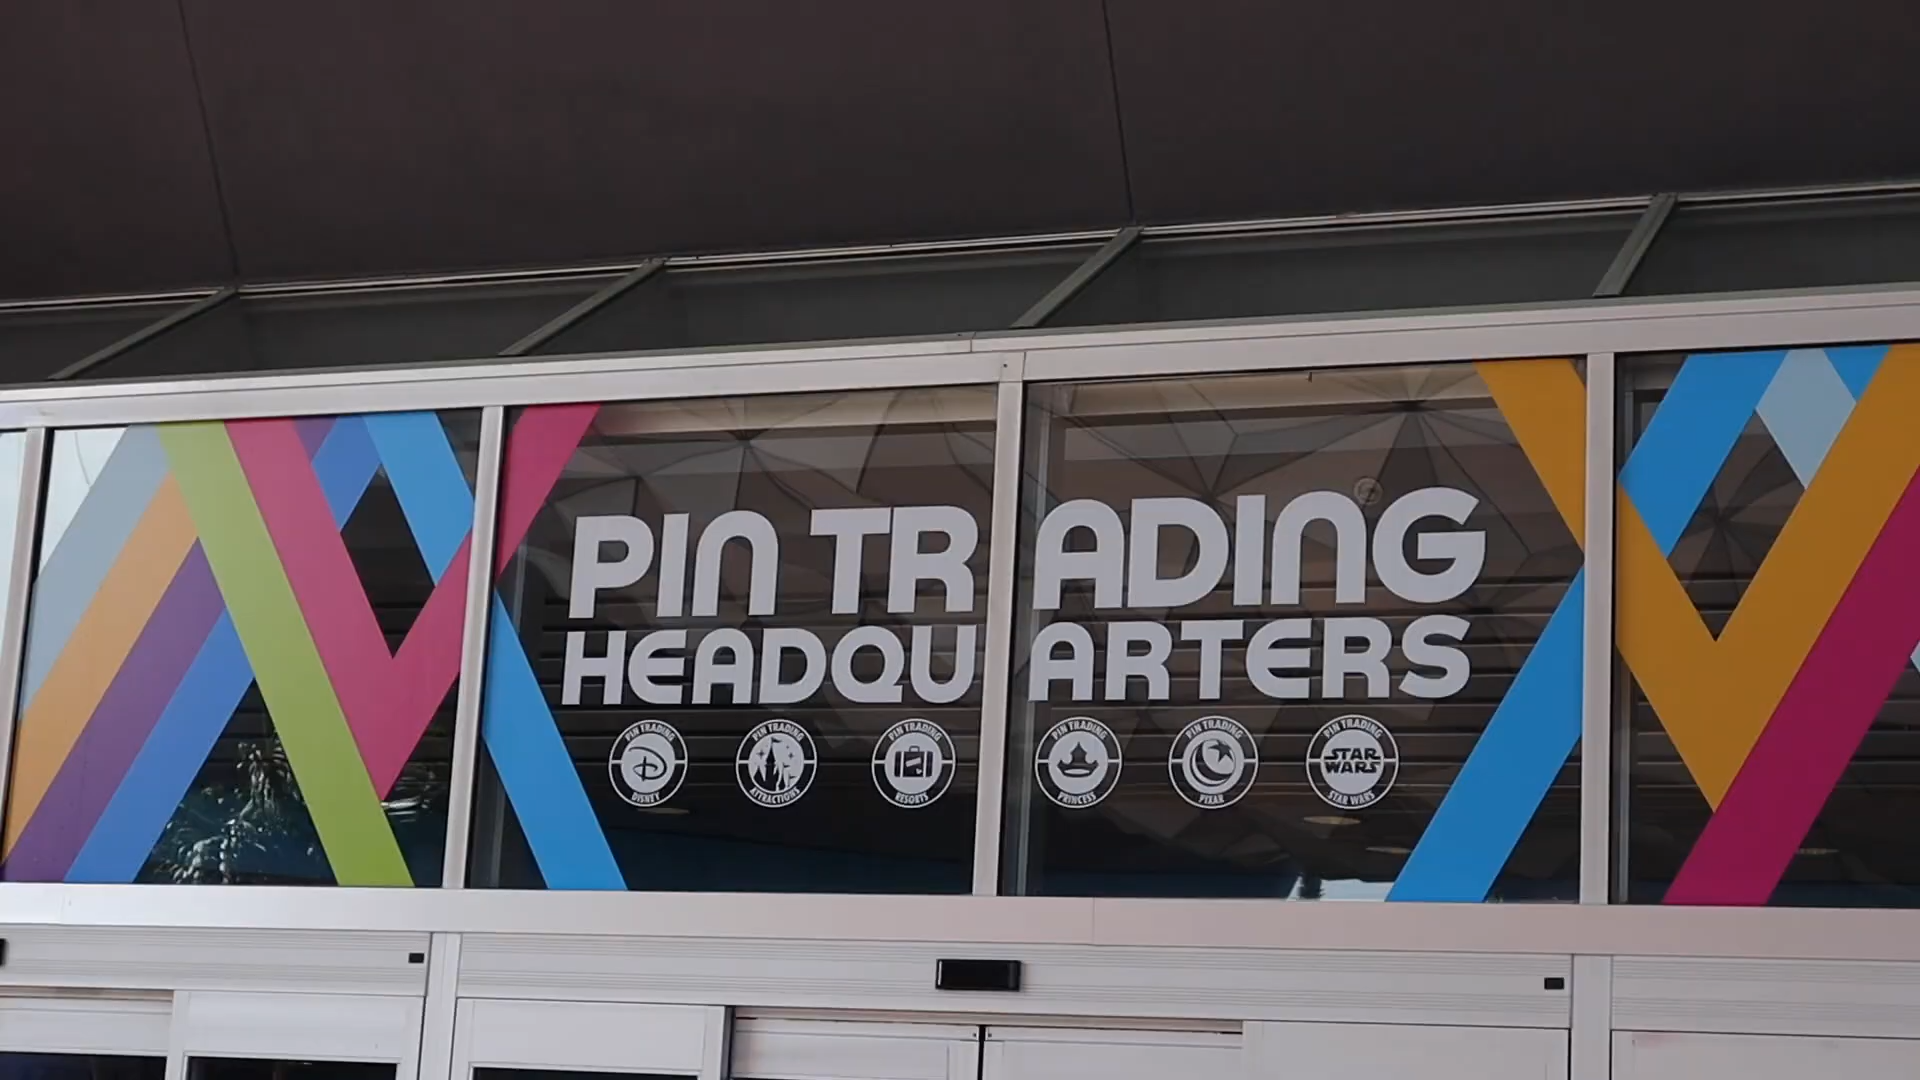 PIN TRADING
HEADQUARTERS
PIN TRADING
D
DISNEY
PIN TRADING
ATTRACTIONS
PIN TRADING
RESORTS
PIN TRADING
PRINCESS
PIN TRADING
PIXAR
PIN TRADING
STAR
WARS
STAR WARS